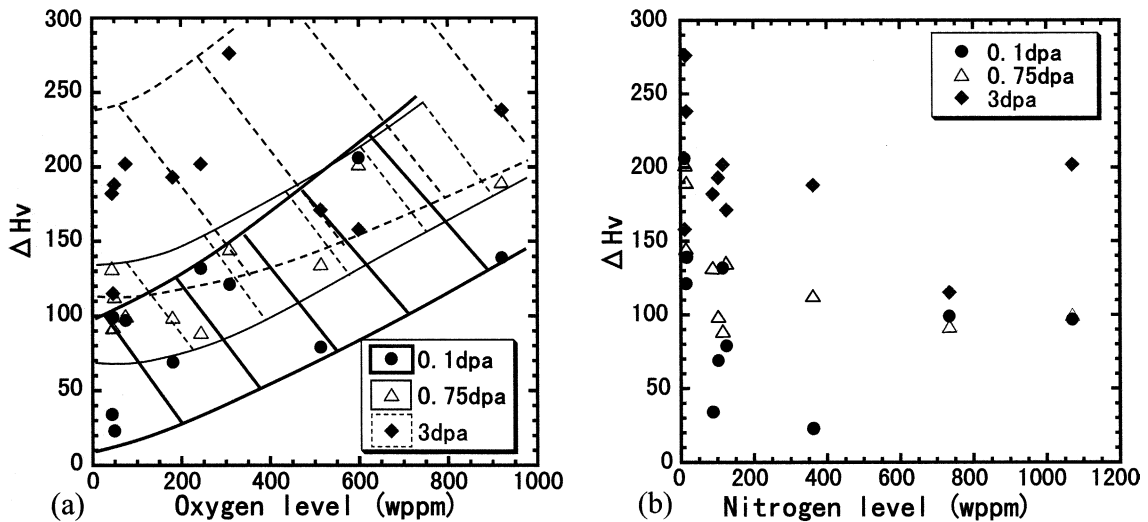 300
250
200
150
100
50
0
ΔHv
0 200 400 600 800 1000
(a) Oxygen level (wppm)
0.1dpa
0.75dpa
3dpa
300
250
200
150
100
50
0
ΔHv
0 200 400 600 800 1000 1200
(b) Nitrogen level (wppm)
0.1dpa
0.75dpa
3dpa